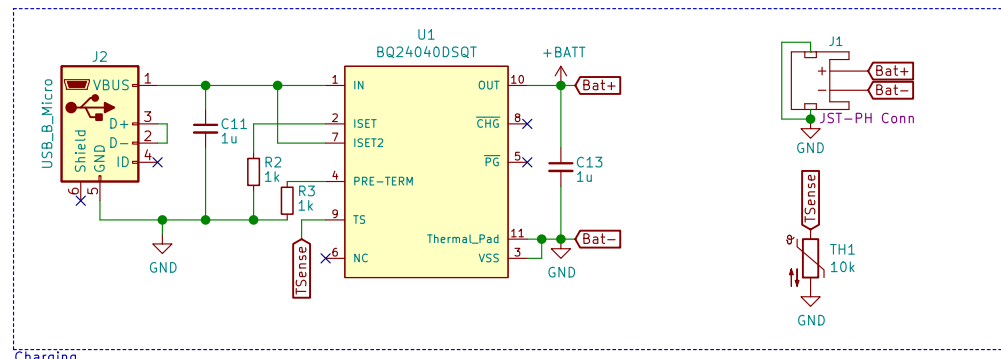 J2
USB_B_Micro
VBUS
1
D+
3
D-
2
ID
4
Shield
GND
6
5
GND
C11
1u
R2
1k
R3
1k
U1
BQ24040DSQT
1
IN
2
ISET
7
ISET2
4
PRE-TERM
9
TS
6
NC
TSense
OUT
10
CHG
8
PG
5
Thermal_Pad
11
VSS
3
+BATT
Bat+
C13
1u
Bat-
GND
J1
+
Bat+
-
Bat-
JST-PH Conn
GND
TSense
TH1
10k
GND
Charging